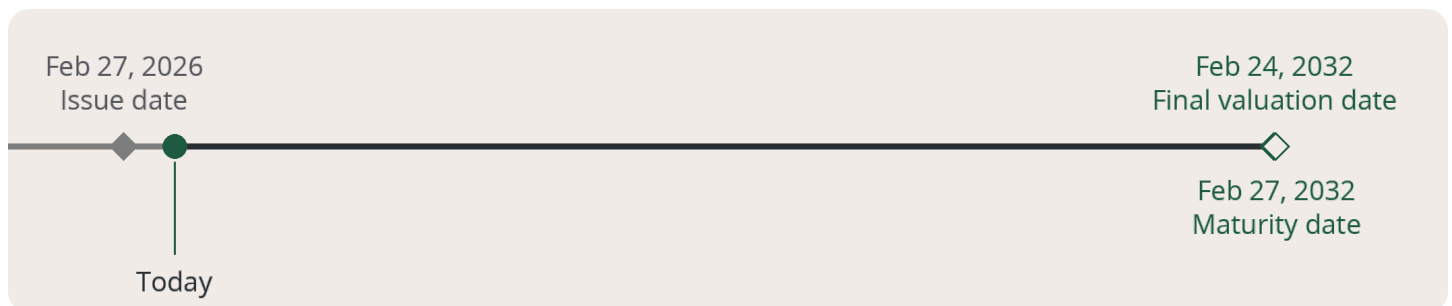 Feb 27, 2026
Issue date
Feb 24, 2032
Final valuation date
Feb 27, 2032
Maturity date
Today